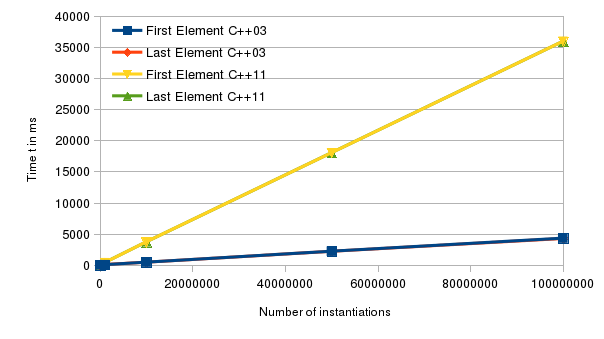 40000
35000
30000
25000
20000
15000
10000
5000
0
Time t in ms
First Element C++03
Last Element C++03
First Element C++11
Last Element C++11
0 20000000 40000000 60000000 80000000 100000000
Number of instantiations